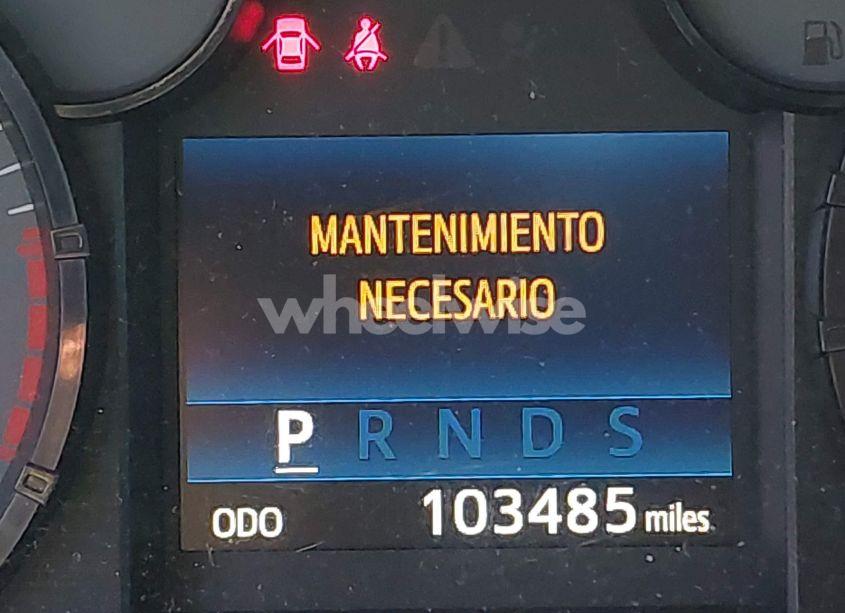 MANTENIMIENTO
NECESARIO
wheelwise
P R N D S
ODO 103485 miles